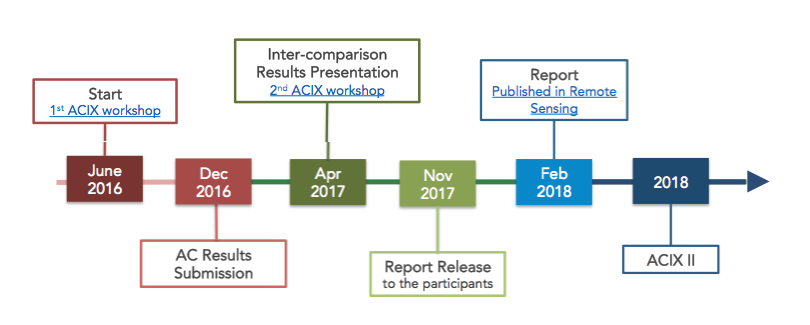 Start
1st ACIX workshop
Inter-comparison
Results Presentation
2nd ACIX workshop
Report
Published in Remote
Sensing
June
2016
Dec
2016
Apr
2017
Nov
2017
Feb
2018
2018
AC Results
Submission
Report Release
to the participants
ACIX II